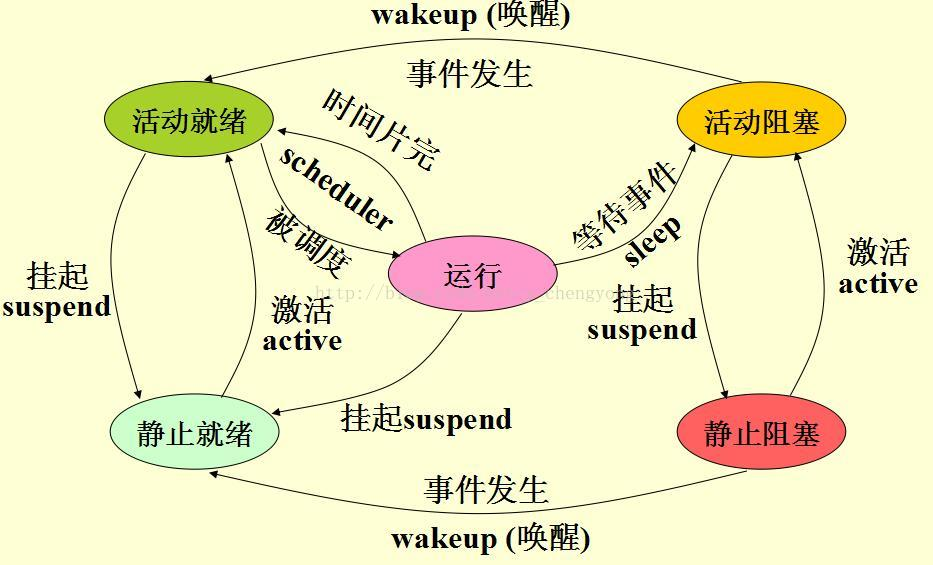 wakeup (唤醒)
事件发生
活动就绪
时间片完
活动阻塞
scheduler
等待事件
sleep
被调度
运行
挂起
suspend
激活
active
挂起
suspend
激活
active
静止就绪
挂起suspend
静止阻塞
事件发生
wakeup (唤醒)